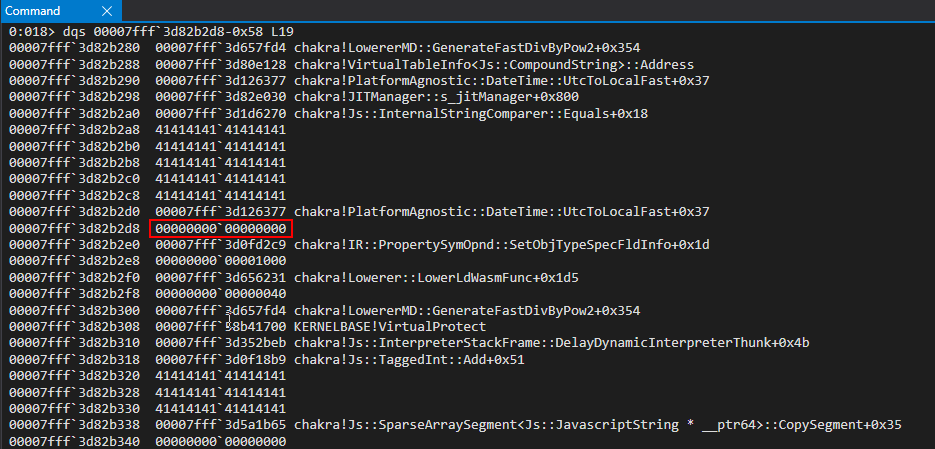 Command
0:018> dqs 00007fff`3d82b2d8-0x58 L19
00007fff`3d82b280  00007fff`3d657fd4 chakra!LowererMD::GenerateFastDivByPow2+0x354
00007fff`3d82b288  00007fff`3d80e128 chakra!VirtualTableInfo<Js::CompoundString>::Address
00007fff`3d82b290  00007fff`3d126377 chakra!PlatformAgnostic::DateTime::UtcToLocalFast+0x37
00007fff`3d82b298  00007fff`3d82e030 chakra!JITManager::s_jitManager+0x800
00007fff`3d82b2a0  00007fff`3d1d6270 chakra!Js::InternalStringComparer::Equals+0x18
00007fff`3d82b2a8  41414141`41414141
00007fff`3d82b2b0  41414141`41414141
00007fff`3d82b2b8  41414141`41414141
00007fff`3d82b2c0  41414141`41414141
00007fff`3d82b2c8  41414141`41414141
00007fff`3d82b2d0  00007fff`3d126377 chakra!PlatformAgnostic::DateTime::UtcToLocalFast+0x37
00007fff`3d82b2d8  00000000`00000000
00007fff`3d82b2e0  00007fff`3d0fd2c9 chakra!IR::PropertySymOpnd::SetObjTypeSpecFldInfo+0x1d
00007fff`3d82b2e8  00000000`00001000
00007fff`3d82b2f0  00007fff`3d656231 chakra!Lowerer::LowerLdWasmFunc+0x1d5
00007fff`3d82b2f8  00000000`00000040
00007fff`3d82b300  00007fff`3d657fd4 chakra!LowererMD::GenerateFastDivByPow2+0x354
00007fff`3d82b308  00007fff`58b41700 KERNELBASE!VirtualProtect
00007fff`3d82b310  00007fff`3d352beb chakra!Js::InterpreterStackFrame::DelayDynamicInterpreterThunk+0x4b
00007fff`3d82b318  00007fff`3d0f18b9 chakra!Js::TaggedInt::Add+0x51
00007fff`3d82b320  41414141`41414141
00007fff`3d82b328  41414141`41414141
00007fff`3d82b330  41414141`41414141
00007fff`3d82b338  00007fff`3d5a1b65 chakra!Js::SparseArraySegment<Js::JavascriptString * __ptr64>::CopySegment+0x35
00007fff`3d82b340  00000000`00000000